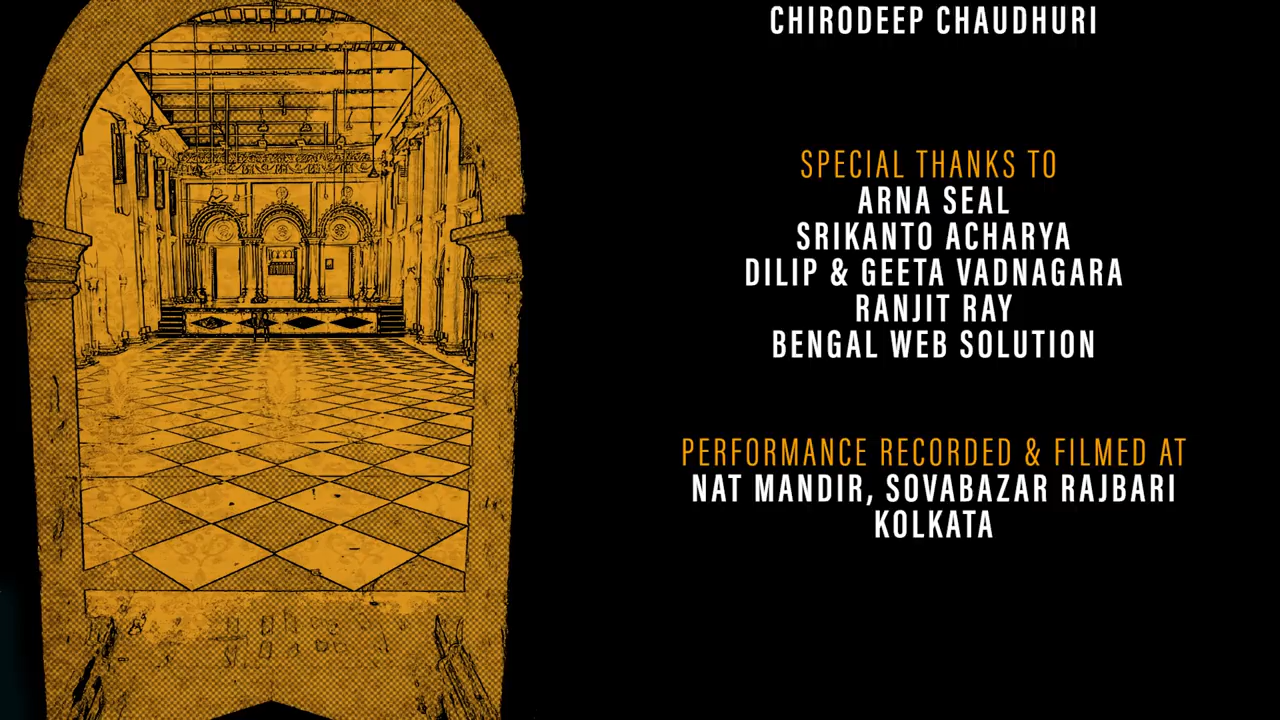 CHIRODEEP CHAUDHURI
SPECIAL THANKS TO
ARNA SEAL
SRIKANTO ACHARYA
DILIP & GEETA VADNAGARA
RANJIT RAY
BENGAL WEB SOLUTION
PERFORMANCE RECORDED & FILMED AT
NAT MANDIR, SOVABAZAR RAJBARI
KOLKATA